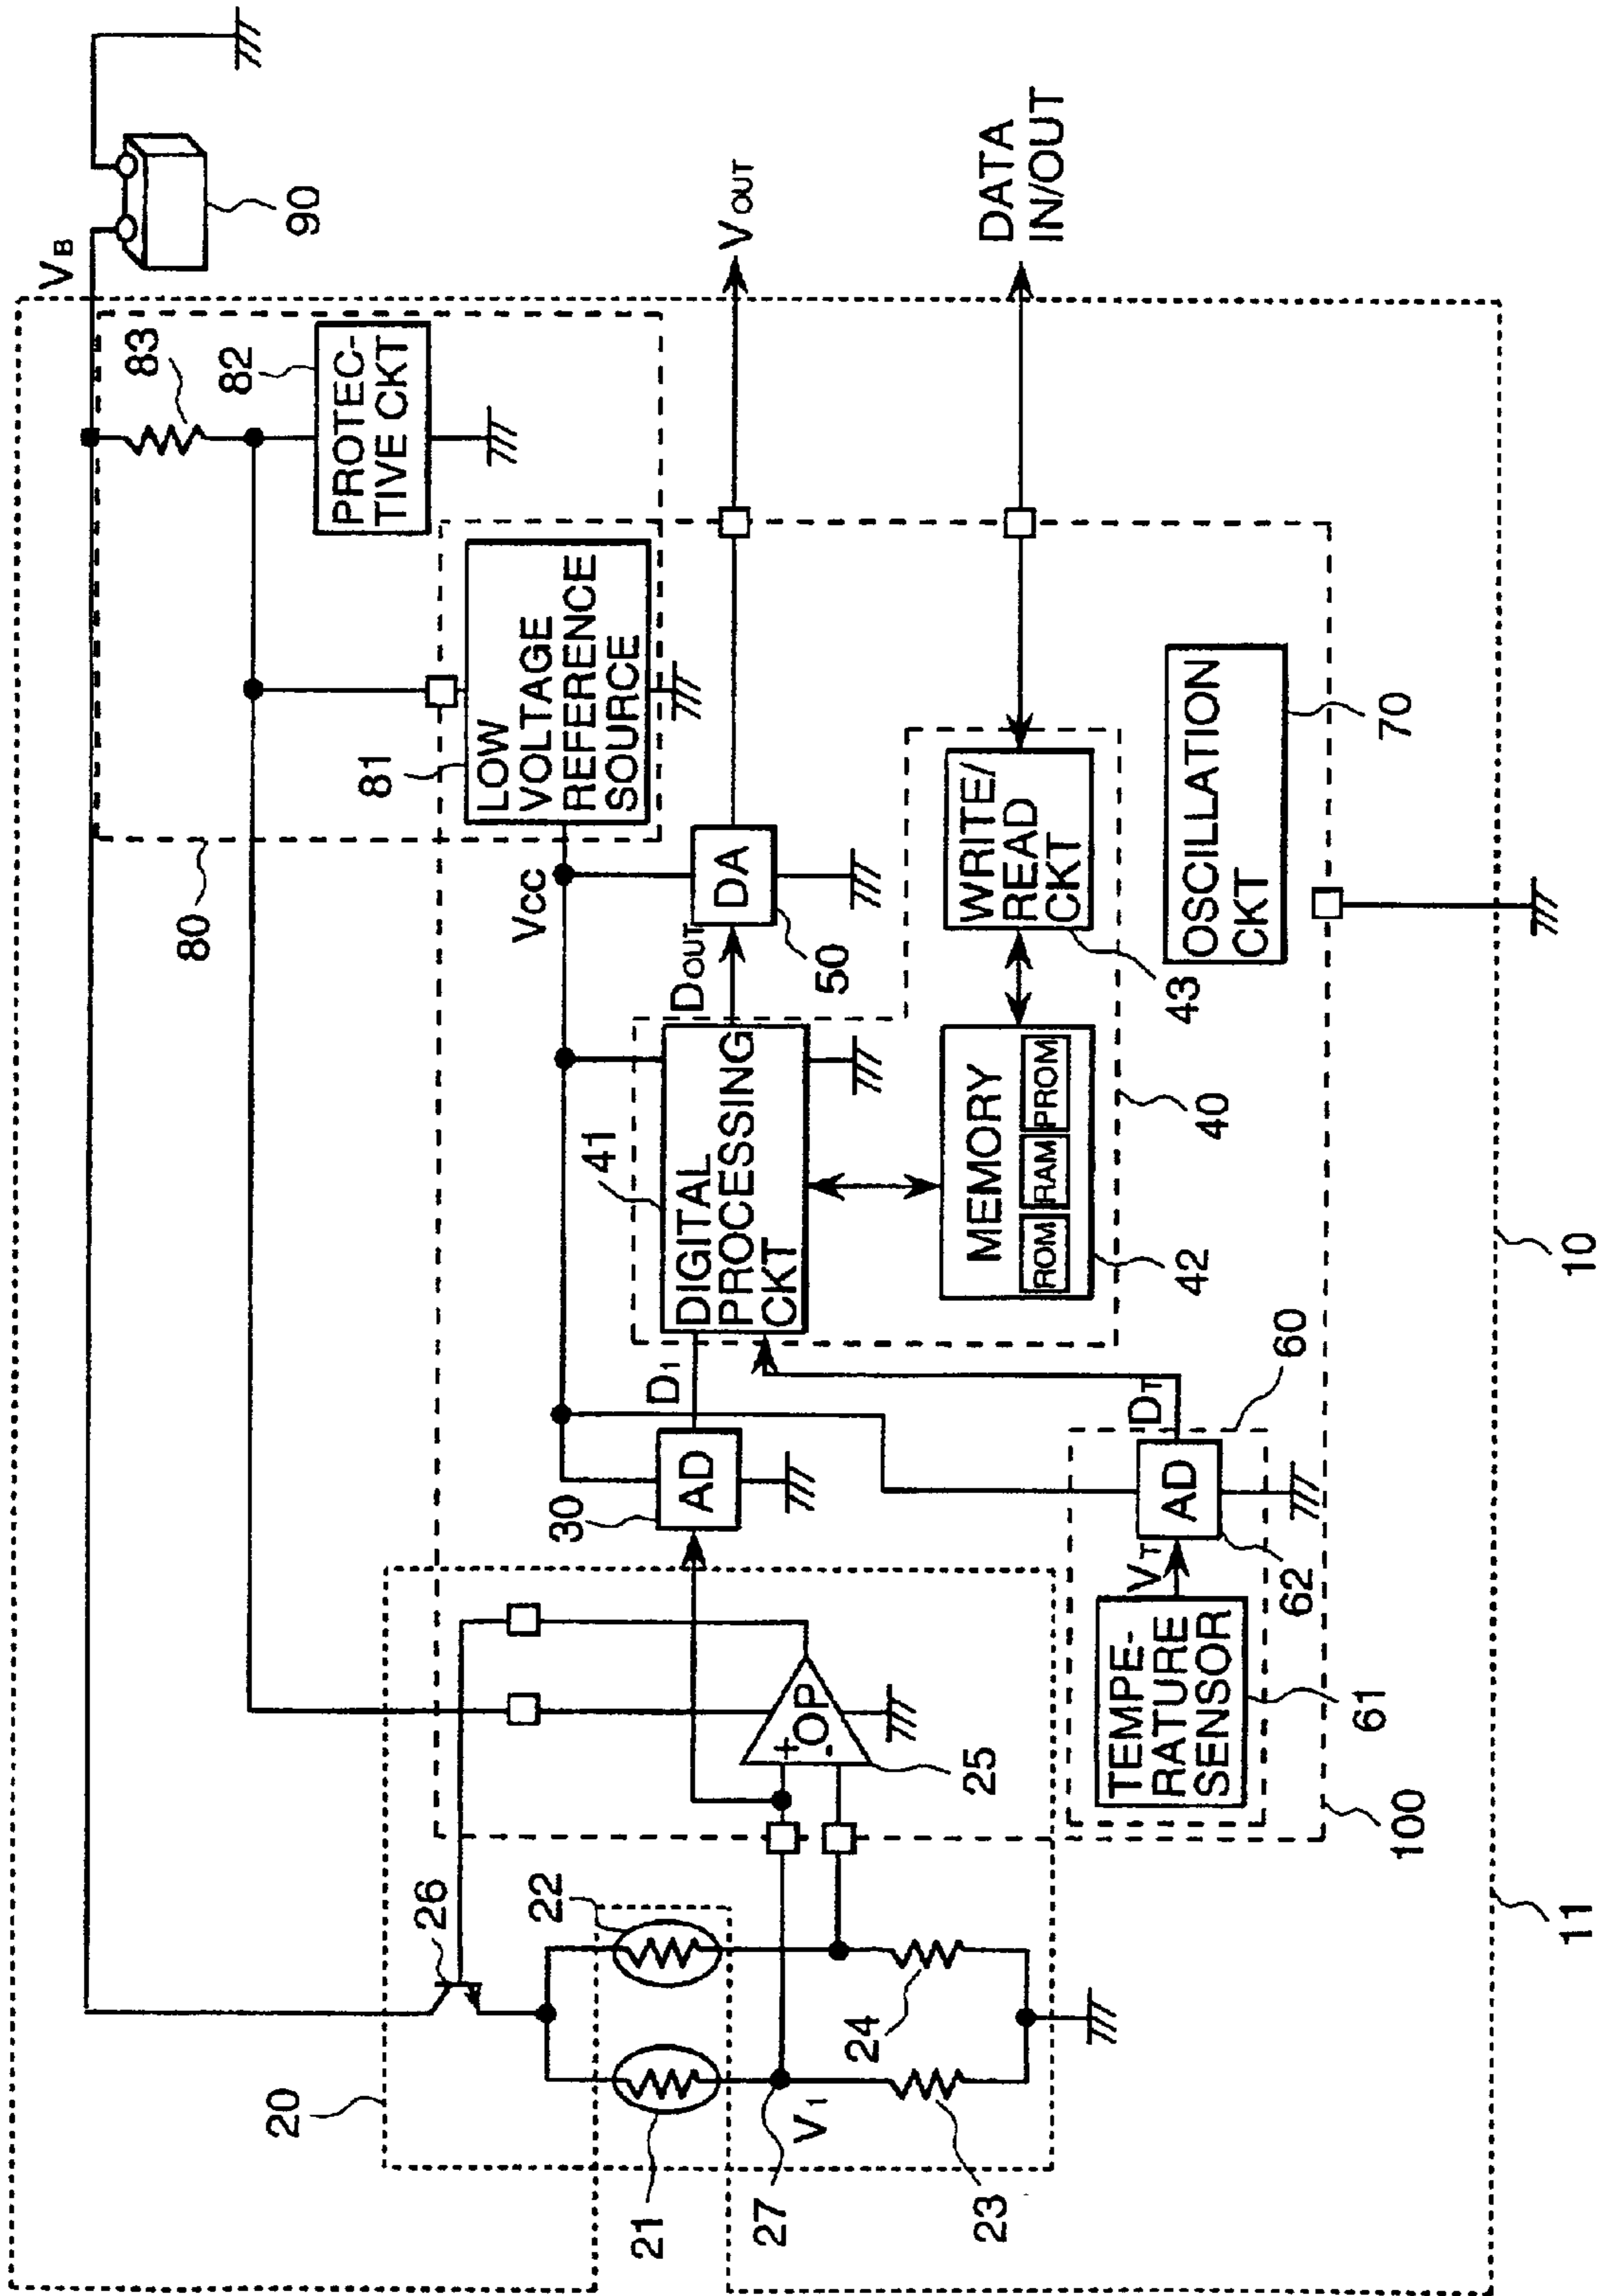 VB
90
83
82
PROTEC-
TIVE CKT
VOUT
DATA
IN/OUT
80
81
LOW
VOLTAGE
REFERENCE
SOURCE
Vcc
DOUT
DA
50
WRITE/
READ
CKT
43
OSCILLATION
CKT
70
41
DIGITAL
PROCESSING
CKT
MEMORY
ROM
RAM
PROM
42
40
10
D1
30
AD
DT
60
AD
62
VT
TEMPE-
RATURE
SENSOR
61
100
11
20
26
22
21
+
-
OP
25
24
27
V1
23